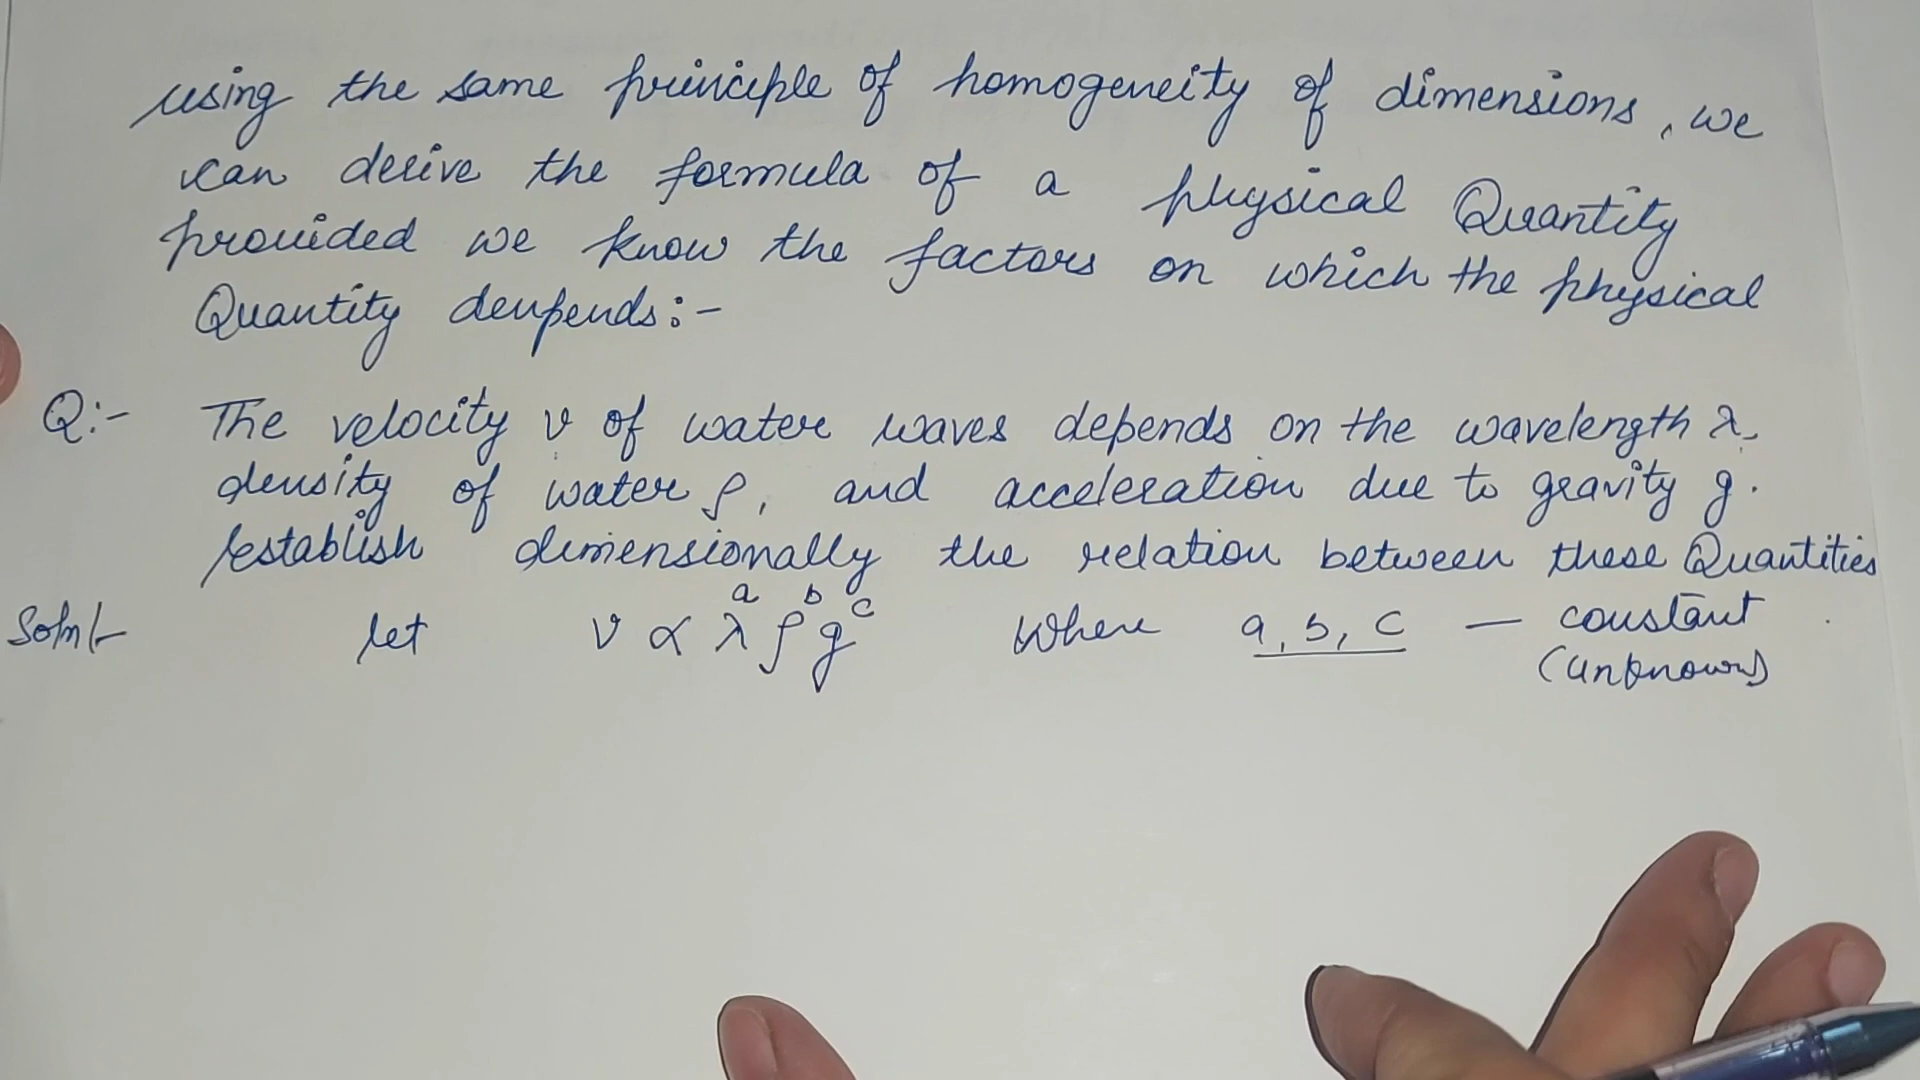 using the same principle of homogeneity of dimensions, we
can derive the formula of a physical Quantity
provided we know the factors on which the physical
Quantity denpends:-
Q:- The velocity v of water waves depends on the wavelength λ,
density of water ρ, and acceleration due to gravity g.
establish dimensionally the relation between these Quantities
Soln:- let v ∝ λ^a ρ^b g^c where a, b, c — constant
(unknown)